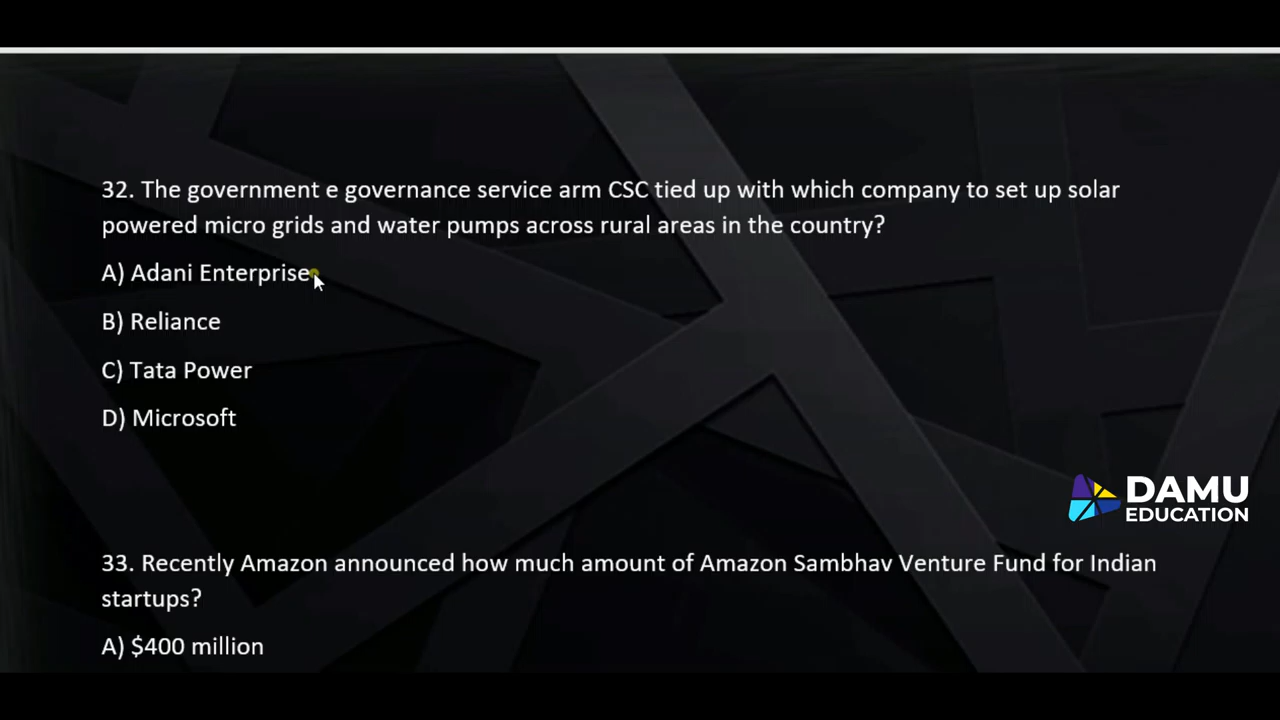 32. The government e governance service arm CSC tied up with which company to set up solar
powered micro grids and water pumps across rural areas in the country?
A) Adani Enterprise
B) Reliance
C) Tata Power
D) Microsoft
DAMU
EDUCATION
33. Recently Amazon announced how much amount of Amazon Sambhav Venture Fund for Indian
startups?
A) $400 million